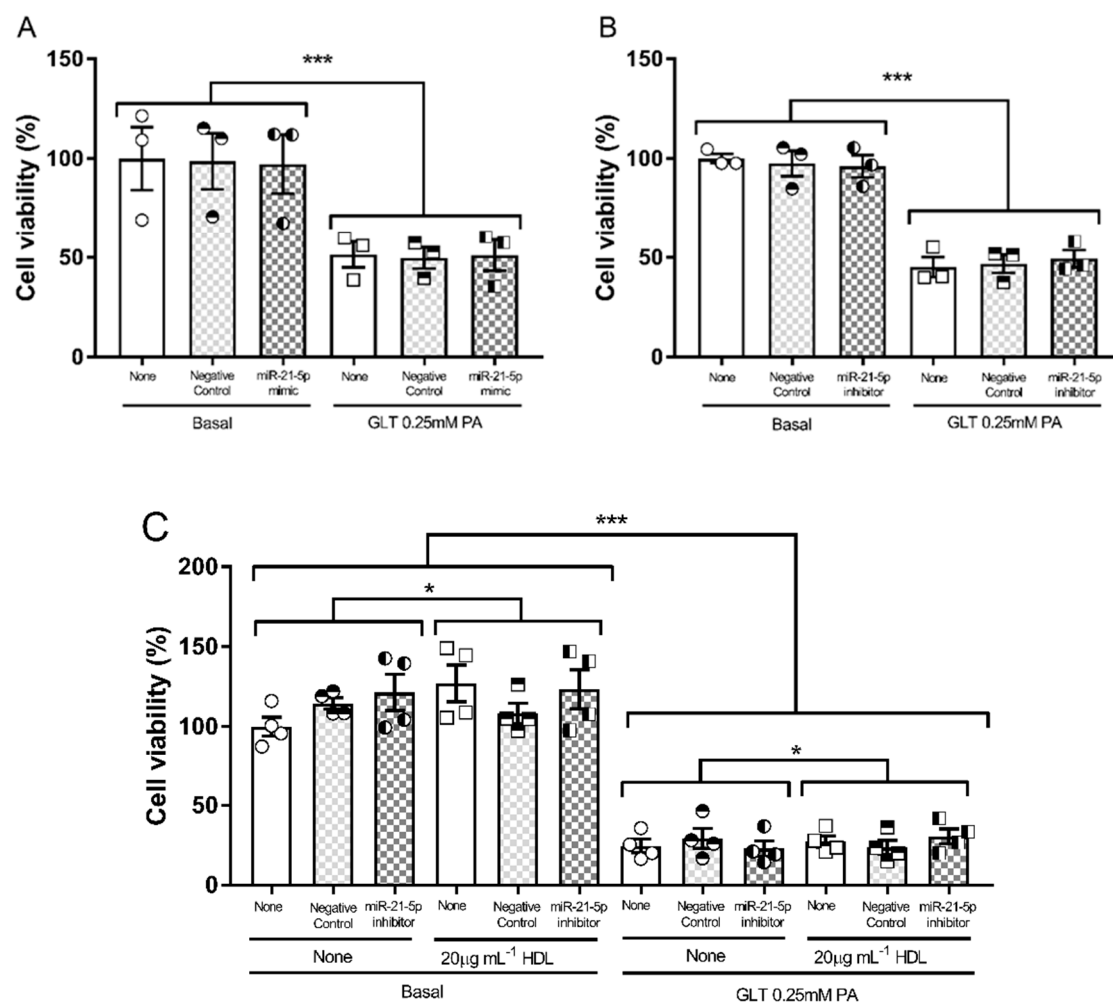 A
Cell viability (%)
150
100
50
0
***
None
Negative
Control
miR-21-5p
mimic
None
Negative
Control
miR-21-5p
mimic
Basal
GLT 0.25mM PA
B
Cell viability (%)
150
100
50
0
***
None
Negative
Control
miR-21-5p
inhibitor
None
Negative
Control
miR-21-5p
inhibitor
Basal
GLT 0.25mM PA
C
Cell viability (%)
200
150
100
50
0
***
*
*
None
Negative
Control
miR-21-5p
inhibitor
None
Negative
Control
miR-21-5p
inhibitor
None
Negative
Control
miR-21-5p
inhibitor
None
Negative
Control
miR-21-5p
inhibitor
None
20µg mL⁻¹ HDL
None
20µg mL⁻¹ HDL
Basal
GLT 0.25mM PA